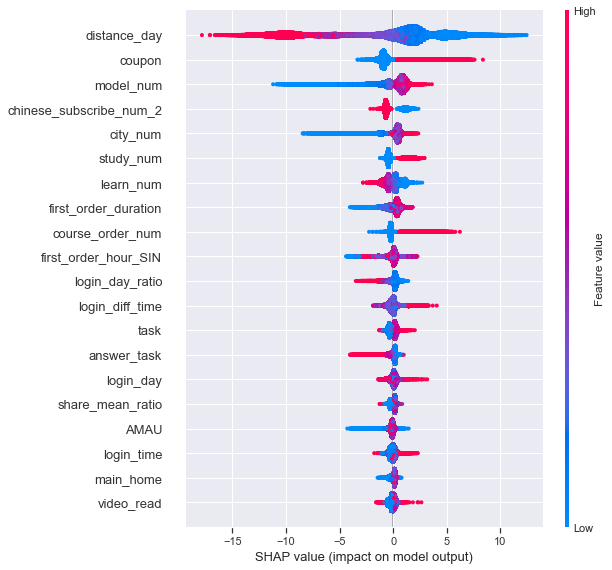 High
distance_day
coupon
model_num
chinese_subscribe_num_2
city_num
study_num
learn_num
first_order_duration
course_order_num
first_order_hour_SIN
login_day_ratio
login_diff_time
task
answer_task
login_day
share_mean_ratio
AMAU
login_time
main_home
video_read
Feature value
Low
−15 −10 −5 0 5 10
SHAP value (impact on model output)